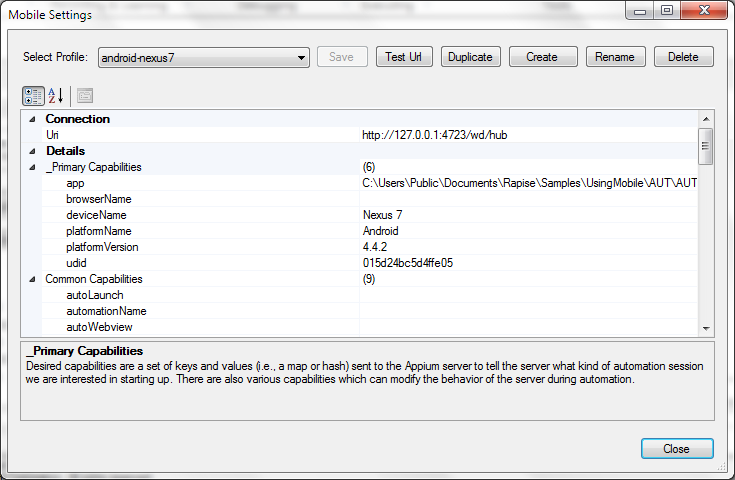 Mobile Settings
Select Profile: android-nexus7 Save Test Url Duplicate Create Rename Delete
Connection
Uri http://127.0.0.1:4723/wd/hub
Details
_Primary Capabilities (6)
app C:\Users\Public\Documents\Rapise\Samples\UsingMobile\AUT\AUT
browserName
deviceName Nexus 7
platformName Android
platformVersion 4.4.2
udid 015d24bc5d4ffe05
Common Capabilities (9)
autoLaunch
automationName
autoWebview
_Primary Capabilities
Desired capabilities are a set of keys and values (i.e., a map or hash) sent to the Appium server to tell the server what kind of automation session
we are interested in starting up. There are also various capabilities which can modify the behavior of the server during automation.
Close